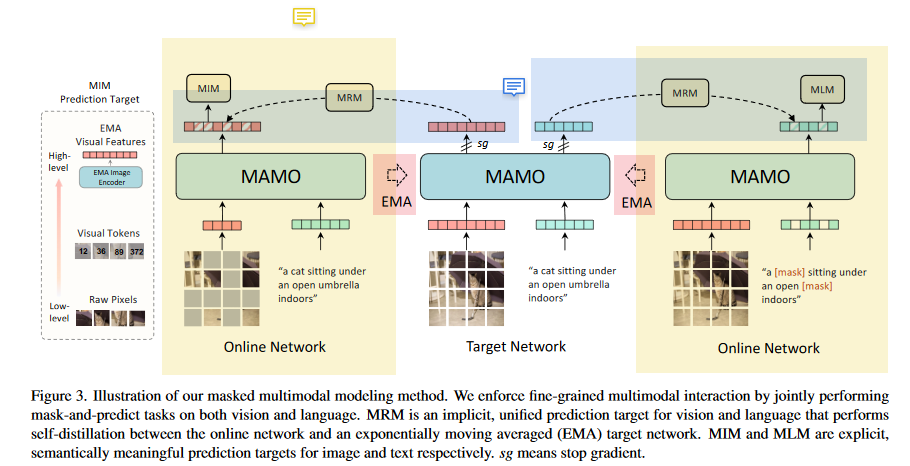 MIM
Prediction Target
EMA
Visual Features
High-
level
EMA Image
Encoder
Visual Tokens
12 36 89 372
Raw Pixels
Low-
level
MIM
MRM
MAMO
"a cat sitting under
an open umbrella
indoors"
Online Network
EMA
sg
sg
MAMO
"a cat sitting under
an open umbrella
indoors"
Target Network
EMA
MRM
MLM
MAMO
"a [mask] sitting under
an open [mask]
indoors"
Online Network
Figure 3. Illustration of our masked multimodal modeling method. We enforce fine-grained multimodal interaction by jointly performing
mask-and-predict tasks on both vision and language. MRM is an implicit, unified prediction target for vision and language that performs
self-distillation between the online network and an exponentially moving averaged (EMA) target network. MIM and MLM are explicit,
semantically meaningful prediction targets for image and text respectively. sg means stop gradient.